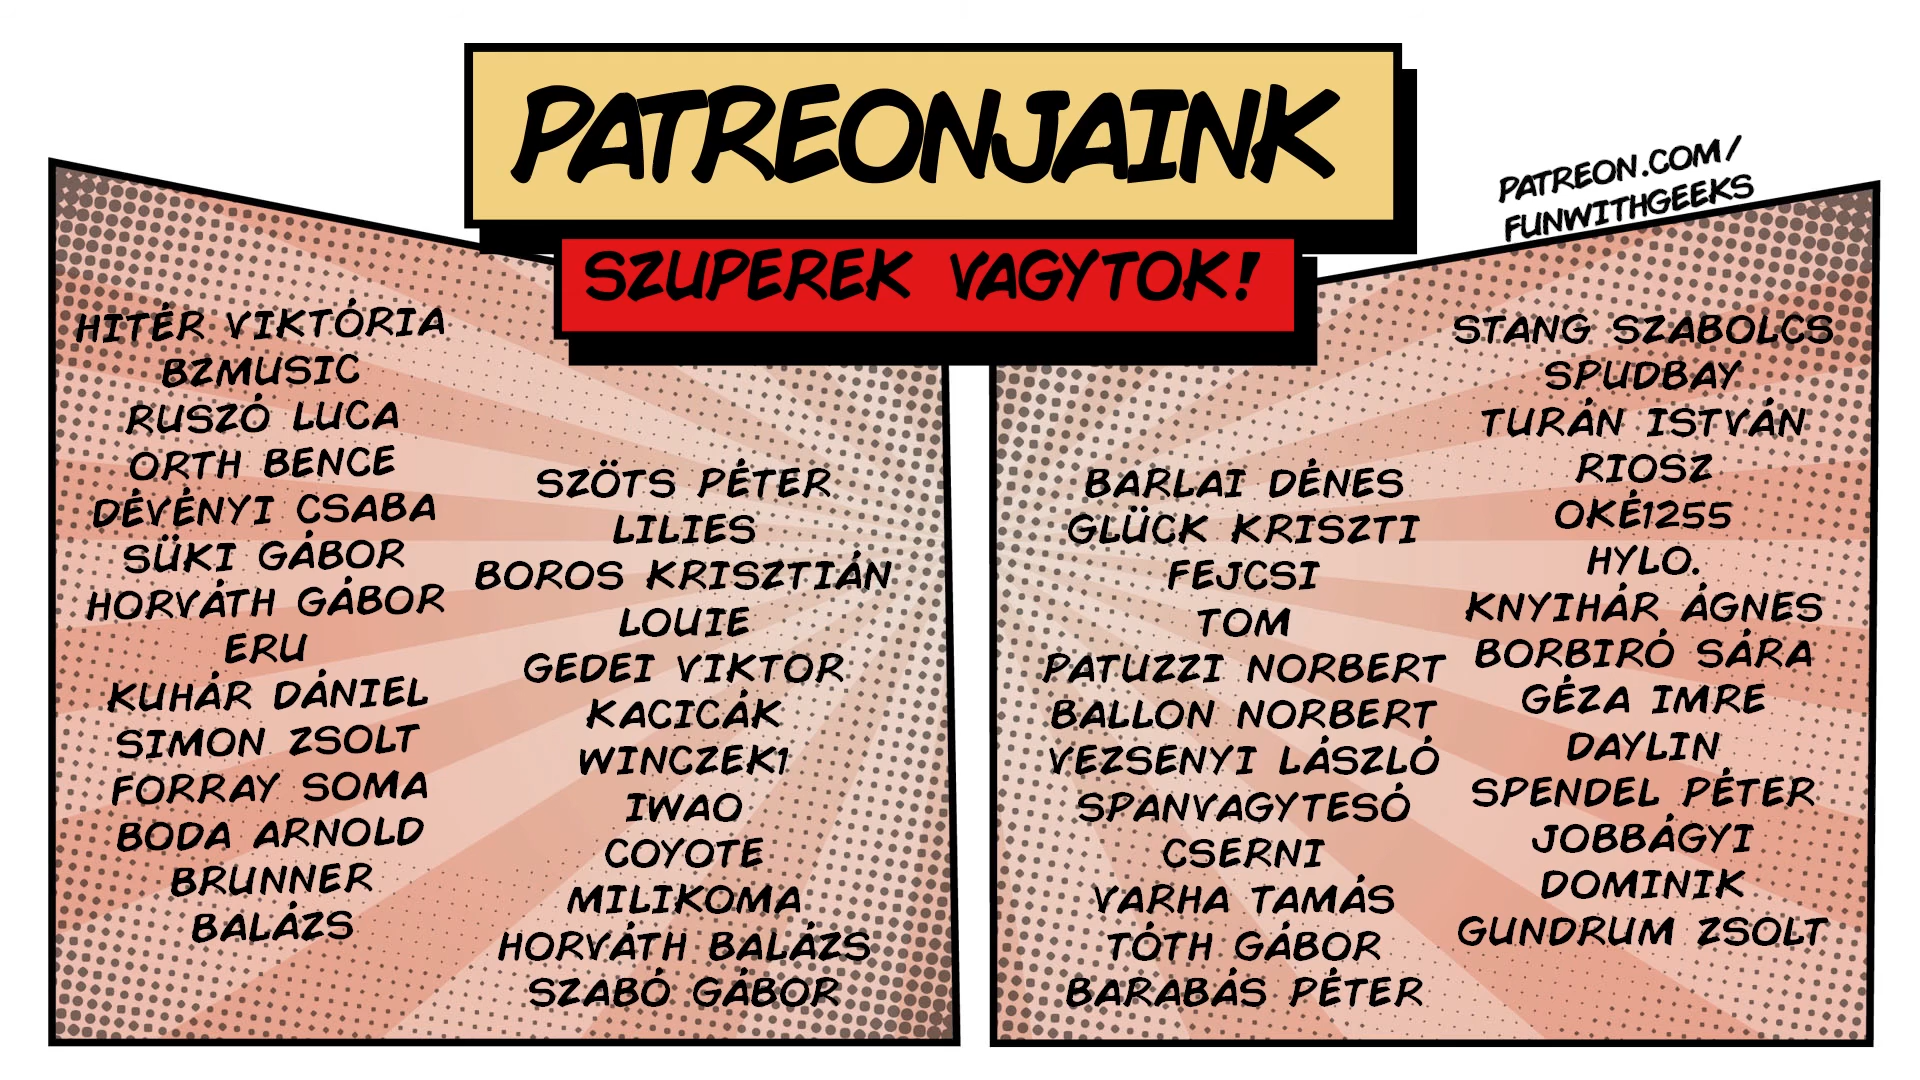 PATREONJAINK
SZUPEREK VAGYTOK!
PATREON.COM/
FUNWITHGEEKS
HITÉR VIKTÓRIA
BZMUSIC
RUSZÓ LUCA
ORTH BENCE
DÉVÉNYI CSABA
SÜKI GÁBOR
HORVÁTH GÁBOR
ERU
KUHÁR DÁNIEL
SIMON ZSOLT
FORRAY SOMA
BODA ARNOLD
BRUNNER
BALÁZS
SZÖTS PÉTER
LILIES
BOROS KRISZTIÁN
LOUIE
GEDEI VIKTOR
KACICÁK
WINCZEK1
IWAO
COYOTE
MILIKOMA
HORVÁTH BALÁZS
SZABÓ GÁBOR
BARLAI DÉNES
GLÜCK KRISZTI
FEJCSI
TOM
PATUZZI NORBERT
BALLON NORBERT
VEZSENYI LÁSZLÓ
SPANVAGYTESÓ
CSERNI
VARHA TAMÁS
TÓTH GÁBOR
BARABÁS PÉTER
STANG SZABOLCS
SPUDBAY
TURÁN ISTVÁN
RIOSZ
OKÉ1255
HYLO.
KNYIHÁR ÁGNES
BORBIRÓ SÁRA
GÉZA IMRE
DAYLIN
SPENDEL PÉTER
JOBBÁGYI
DOMINIK
GUNDRUM ZSOLT